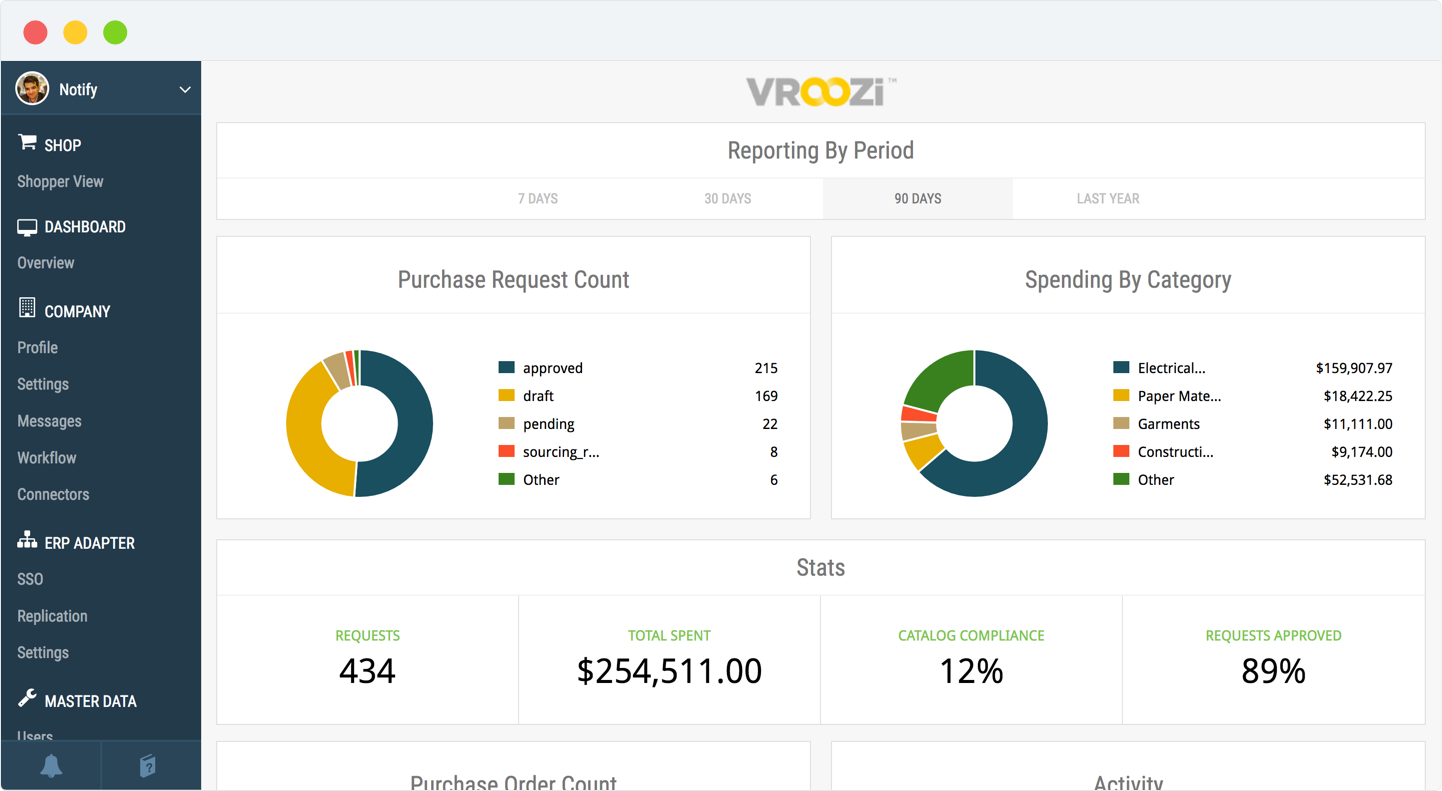 Notify
SHOP
Shopper View
DASHBOARD
Overview
COMPANY
Profile
Settings
Messages
Workflow
Connectors
ERP ADAPTER
SSO
Replication
Settings
MASTER DATA
Users
VROOZi™
Reporting By Period
7 DAYS 30 DAYS 90 DAYS LAST YEAR
Purchase Request Count
approved 215
draft 169
pending 22
sourcing_r... 8
Other 6
Spending By Category
Electrical... $159,907.97
Paper Mate... $18,422.25
Garments $11,111.00
Constructi... $9,174.00
Other $52,531.68
Stats
REQUESTS
434
TOTAL SPENT
$254,511.00
CATALOG COMPLIANCE
12%
REQUESTS APPROVED
89%
Purchase Order Count
Activity